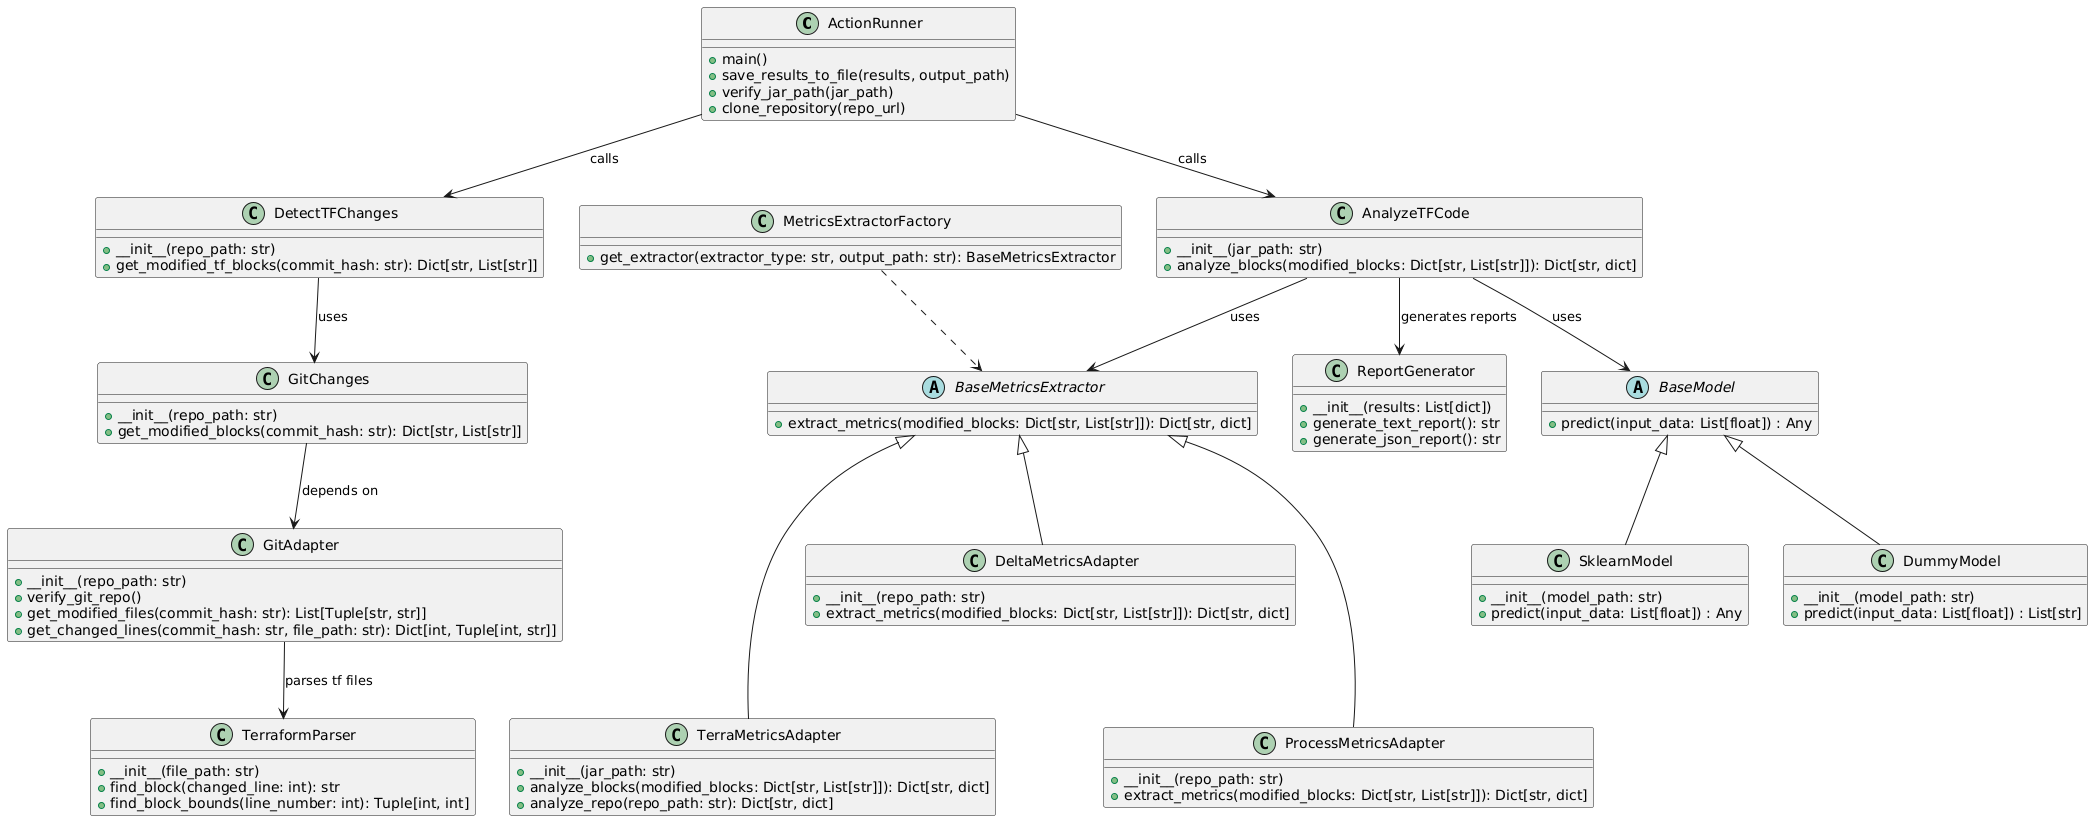 C ActionRunner
main()
save_results_to_file(results, output_path)
verify_jar_path(jar_path)
clone_repository(repo_url)
calls
calls
C DetectTFChanges
__init__(repo_path: str)
get_modified_tf_blocks(commit_hash: str): Dict[str, List[str]]
C MetricsExtractorFactory
get_extractor(extractor_type: str, output_path: str): BaseMetricsExtractor
C AnalyzeTFCode
__init__(jar_path: str)
analyze_blocks(modified_blocks: Dict[str, List[str]]): Dict[str, dict]
uses
uses
generates reports
uses
C GitChanges
__init__(repo_path: str)
get_modified_blocks(commit_hash: str): Dict[str, List[str]]
A BaseMetricsExtractor
extract_metrics(modified_blocks: Dict[str, List[str]]): Dict[str, dict]
C ReportGenerator
__init__(results: List[dict])
generate_text_report(): str
generate_json_report(): str
A BaseModel
predict(input_data: List[float]) : Any
depends on
C GitAdapter
__init__(repo_path: str)
verify_git_repo()
get_modified_files(commit_hash: str): List[Tuple[str, str]]
get_changed_lines(commit_hash: str, file_path: str): Dict[int, Tuple[int, str]]
C DeltaMetricsAdapter
__init__(repo_path: str)
extract_metrics(modified_blocks: Dict[str, List[str]]): Dict[str, dict]
C SklearnModel
__init__(model_path: str)
predict(input_data: List[float]) : Any
C DummyModel
__init__(model_path: str)
predict(input_data: List[float]) : List[str]
parses tf files
C TerraformParser
__init__(file_path: str)
find_block(changed_line: int): str
find_block_bounds(line_number: int): Tuple[int, int]
C TerraMetricsAdapter
__init__(jar_path: str)
analyze_blocks(modified_blocks: Dict[str, List[str]]): Dict[str, dict]
analyze_repo(repo_path: str): Dict[str, dict]
C ProcessMetricsAdapter
__init__(repo_path: str)
extract_metrics(modified_blocks: Dict[str, List[str]]): Dict[str, dict]